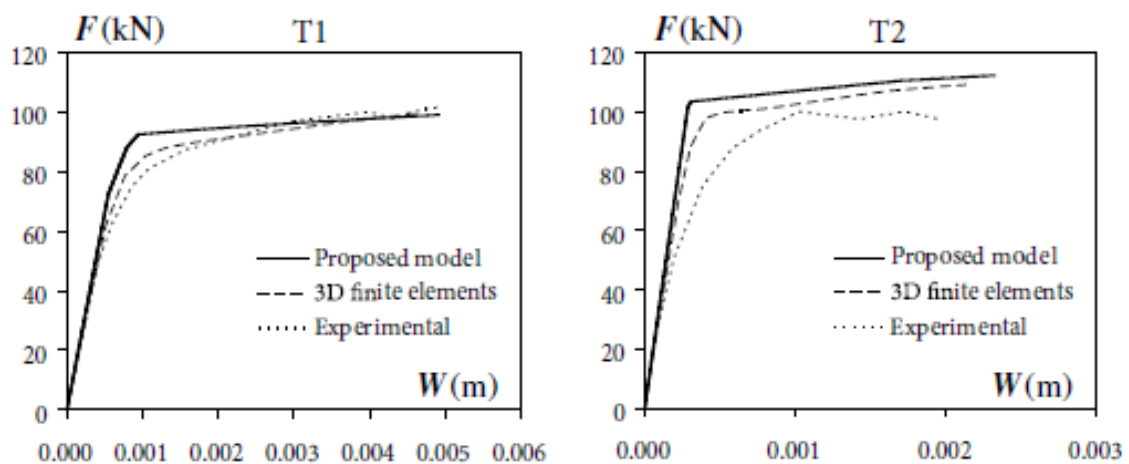 F(kN) T1
120
100
80
60
40
20
0
Proposed model
3D finite elements
Experimental
W(m)
0.000 0.001 0.002 0.003 0.004 0.005 0.006
F(kN) T2
120
100
80
60
40
20
0
Proposed model
3D finite elements
Experimental
W(m)
0.000 0.001 0.002 0.003